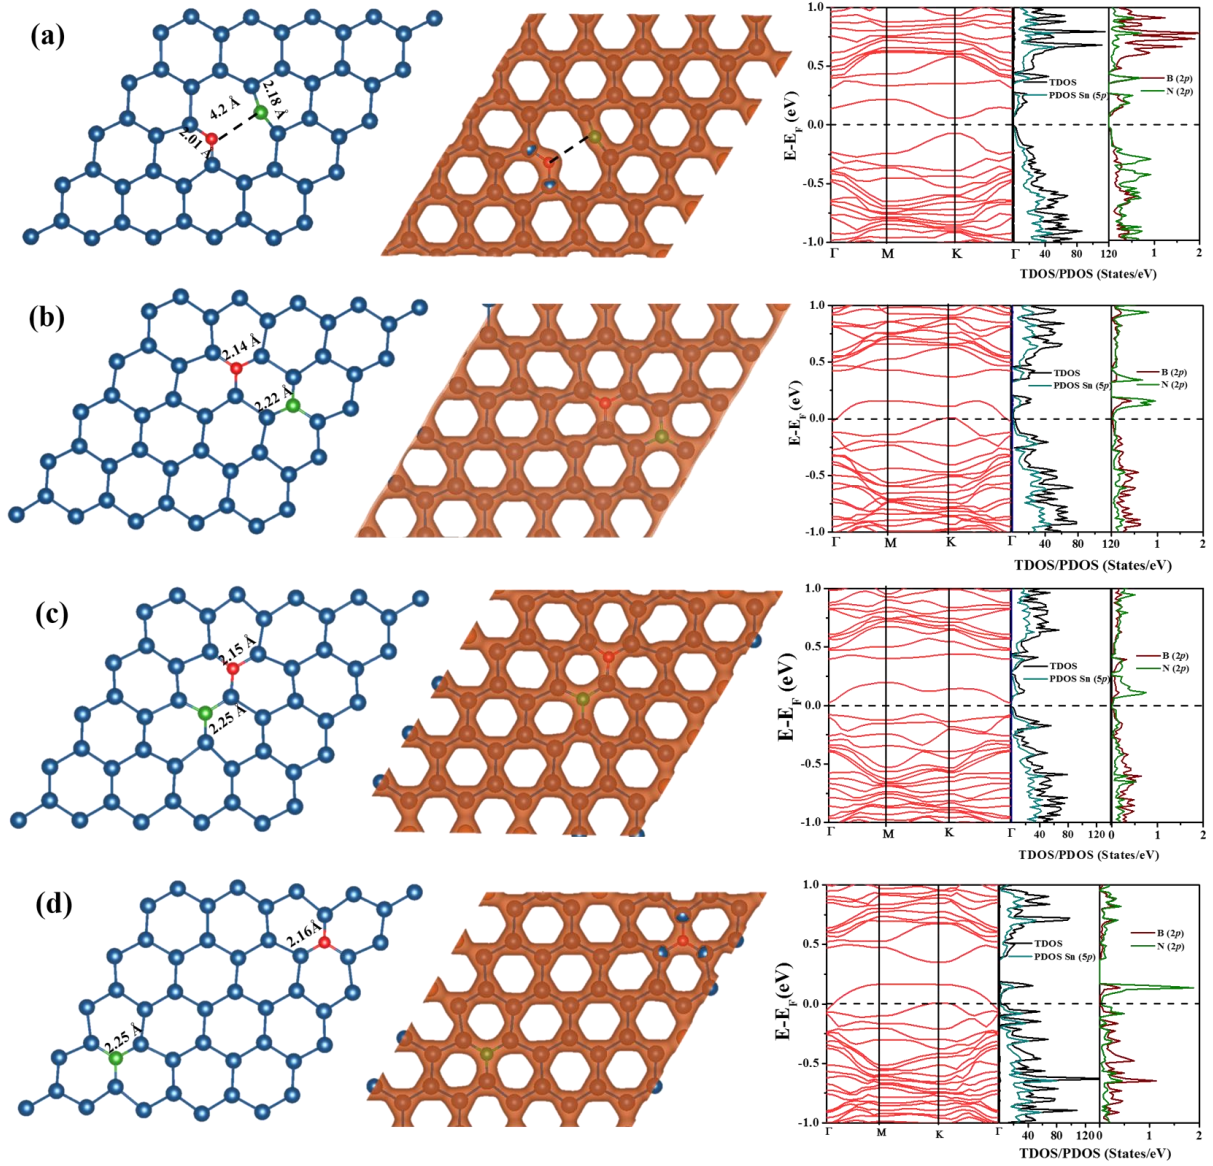 (a)
4.2 Å
2.18 Å
2.01 Å
E-E_F (eV)
1.0
0.5
0.0
-0.5
-1.0
TDOS
PDOS Sn (5p)
B (2p)
N (2p)
Γ M K Γ 40 80 120 1 2
TDOS/PDOS (States/eV)
(b)
2.14 Å
2.22 Å
E-E_F (eV)
1.0
0.5
0.0
-0.5
-1.0
TDOS
PDOS Sn (5p)
B (2p)
N (2p)
Γ M K Γ 40 80 120 1 2
TDOS/PDOS (States/eV)
(c)
2.15 Å
2.25 Å
E-E_F (eV)
1.0
0.5
0.0
-0.5
-1.0
TDOS
PDOS Sn (5p)
B (2p)
N (2p)
Γ M K Γ 40 80 120 0 1 2
TDOS/PDOS (States/eV)
(d)
2.16Å
2.25 Å
E-E_F(eV)
1.0
0.5
0.0
-0.5
-1.0
TDOS
PDOS Sn (5p)
B (2p)
N (2p)
Γ M K Γ 40 80 120 0 1 2
TDOS/PDOS (States/eV)